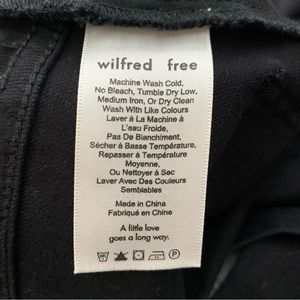 wilfred free
Machine Wash Cold,
No Bleach, Tumble Dry Low,
Medium Iron, Or Dry Clean
Wash With Like Colours
Laver à La Machine à
L'eau Froide,
Pas De Blanchiment,
Sécher à Basse Température,
Repasser à Température
Moyenne,
Ou Nettoyer à Sec
Laver Avec Des Couleurs
Semblables
Made in China
Fabriqué en Chine
A little love
goes a long way.